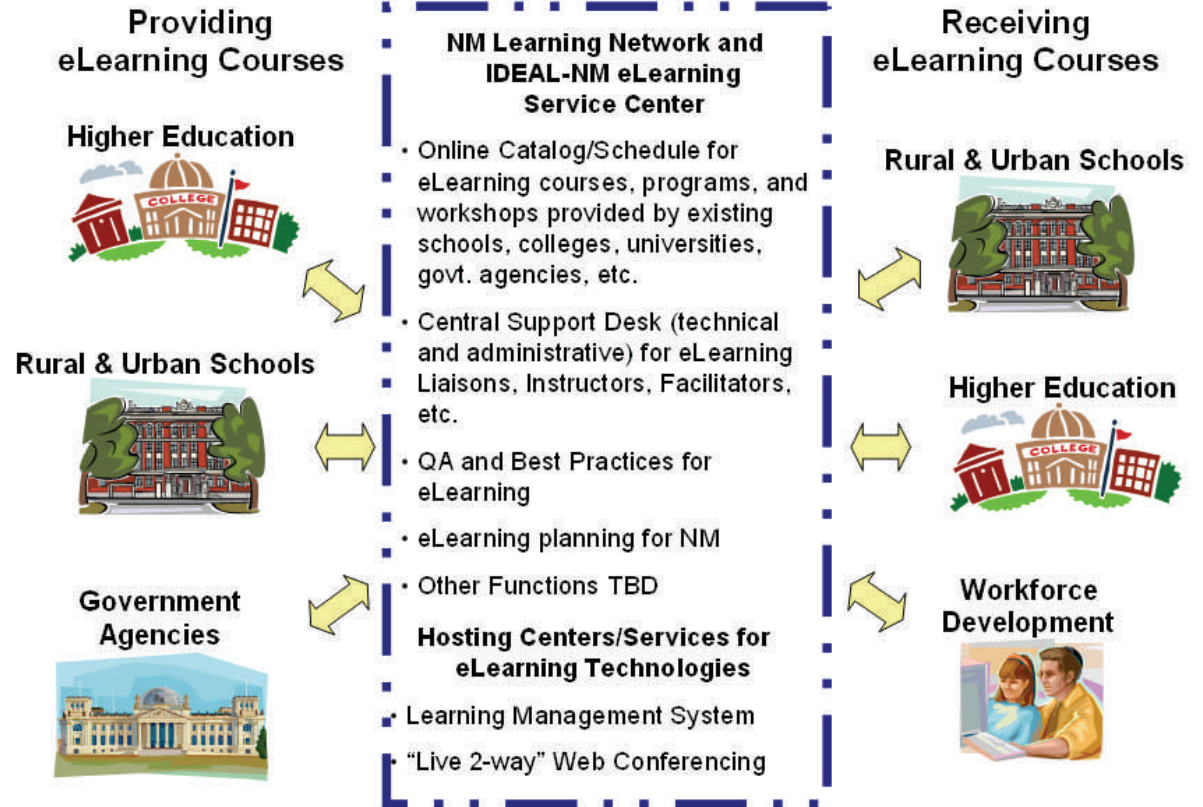 Providing
eLearning Courses
Higher Education
COLLEGE
Rural & Urban Schools
Government
Agencies
NM Learning Network and
IDEAL-NM eLearning
Service Center
• Online Catalog/Schedule for
eLearning courses, programs, and
workshops provided by existing
schools, colleges, universities,
govt. agencies, etc.
• Central Support Desk (technical
and administrative) for eLearning
Liaisons, Instructors, Facilitators,
etc.
• QA and Best Practices for
eLearning
• eLearning planning for NM
• Other Functions TBD
Hosting Centers/Services for
eLearning Technologies
• Learning Management System
• “Live 2-way” Web Conferencing
Receiving
eLearning Courses
Rural & Urban Schools
Higher Education
COLLEGE
Workforce
Development